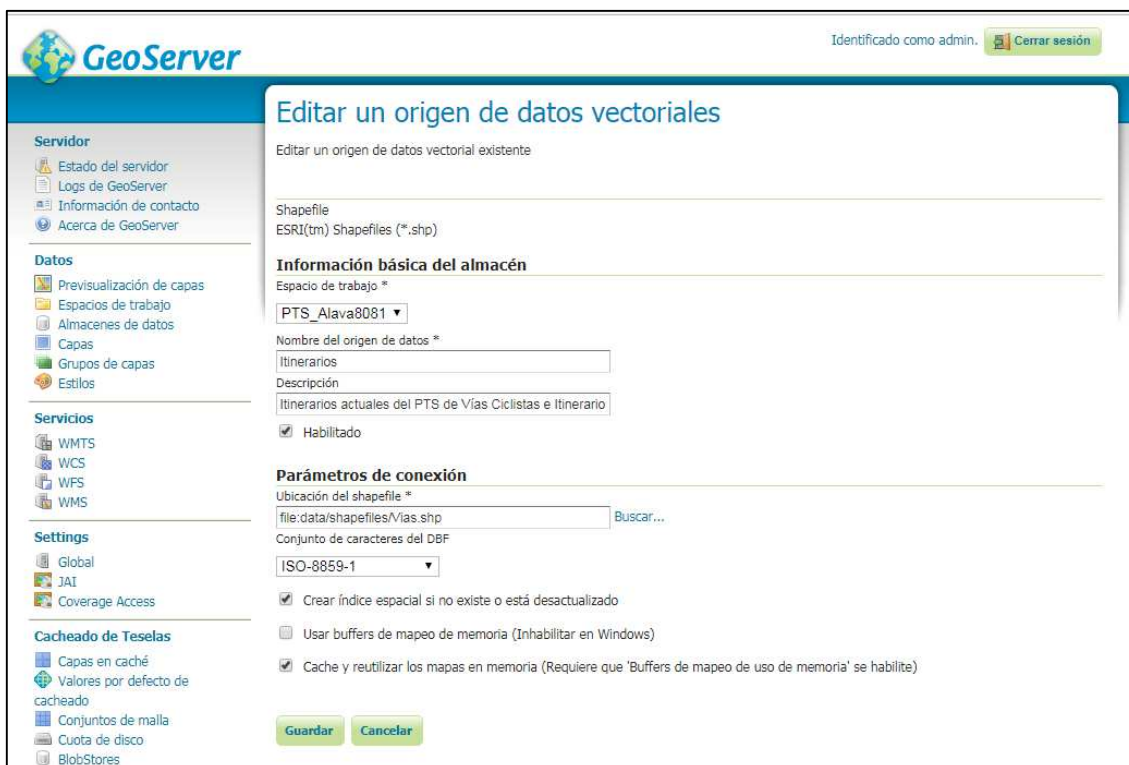 GeoServer
Identificado como admin.
Cerrar sesión
Servidor
Estado del servidor
Logs de GeoServer
Información de contacto
Acerca de GeoServer
Datos
Previsualización de capas
Espacios de trabajo
Almacenes de datos
Capas
Grupos de capas
Estilos
Servicios
WMTS
WCS
WFS
WMS
Settings
Global
JAI
Coverage Access
Cacheado de Teselas
Capas en caché
Valores por defecto de
cacheado
Conjuntos de malla
Cuota de disco
BlobStores
Editar un origen de datos vectoriales
Editar un origen de datos vectorial existente
Shapefile
ESRI(tm) Shapefiles (*.shp)
Información básica del almacén
Espacio de trabajo *
PTS_Alava8081
Nombre del origen de datos *
Itinerarios
Descripción
Itinerarios actuales del PTS de Vías Ciclistas e Itinerario
Habilitado
Parámetros de conexión
Ubicación del shapefile *
file:data/shapefiles/Vias.shp Buscar...
Conjunto de caracteres del DBF
ISO-8859-1
Crear índice espacial si no existe o está desactualizado
Usar buffers de mapeo de memoria (Inhabilitar en Windows)
Cache y reutilizar los mapas en memoria (Requiere que 'Buffers de mapeo de uso de memoria' se habilite)
Guardar Cancelar